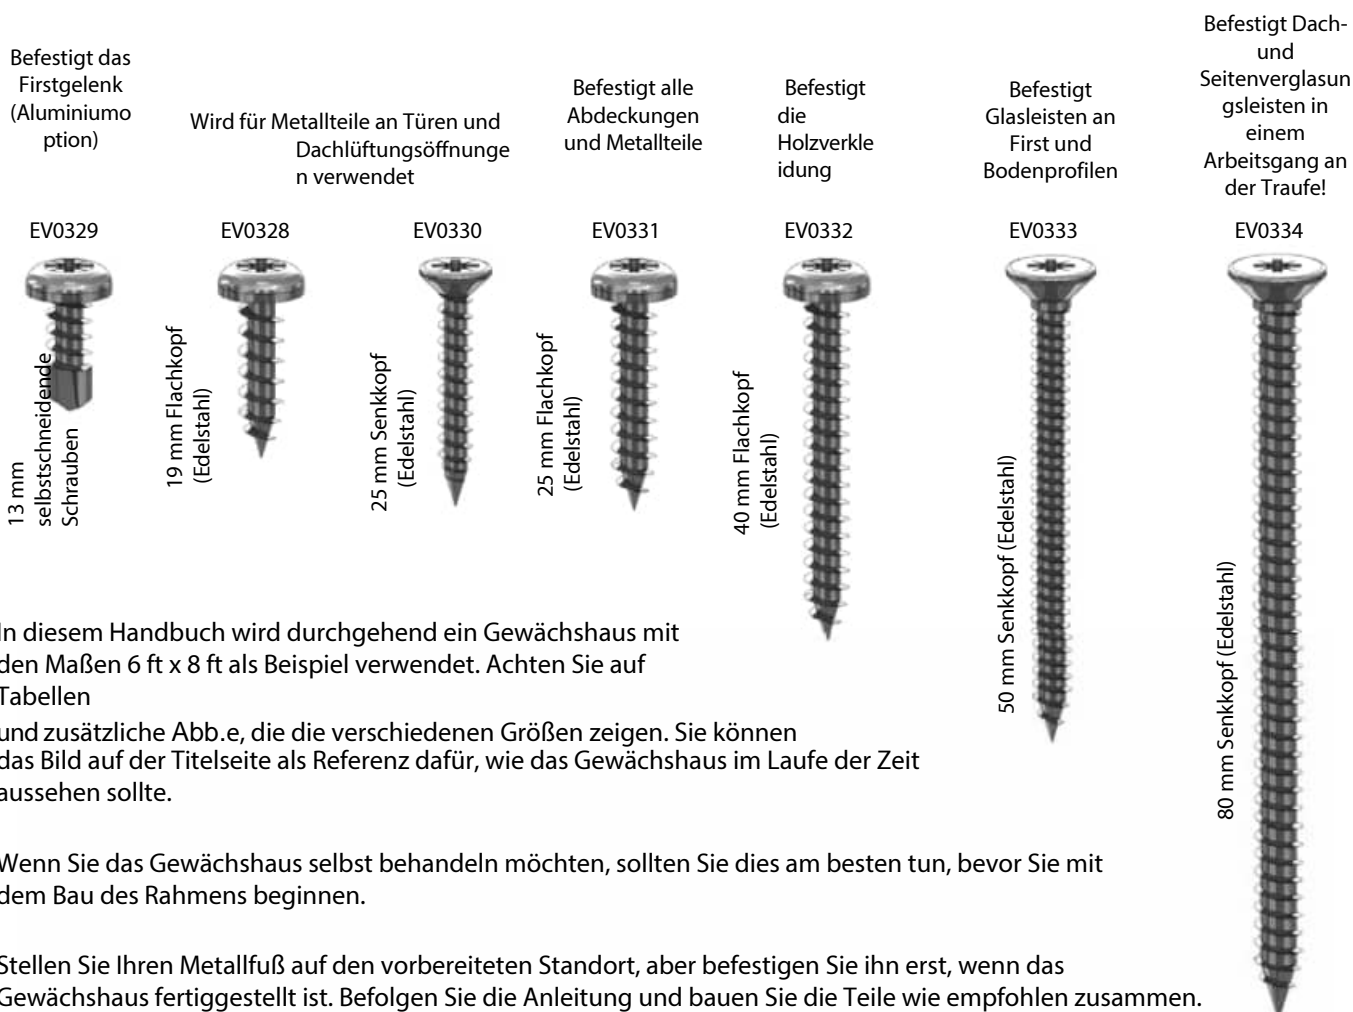 Befestigt das
Firstgelenk
(Aluminiumo
ption)
Wird für Metallteile an Türen und
Dachlüftungsöffnunge
n verwendet
Befestigt alle
Abdeckungen
und Metallteile
Befestigt
die
Holzverkle
idung
Befestigt
Glasleisten an
First und
Bodenprofilen
Befestigt Dach-
und
Seitenverglasun
gsleisten in
einem
Arbeitsgang an
der Traufe!
EV0329
EV0328
EV0330
EV0331
EV0332
EV0333
EV0334
13 mm
selbstschneidende
Schrauben
19 mm Flachkopf
(Edelstahl)
25 mm Senkkopf
(Edelstahl)
25 mm Flachkopf
(Edelstahl)
40 mm Flachkopf
(Edelstahl)
50 mm Senkkopf (Edelstahl)
80 mm Senkkopf (Edelstahl)
In diesem Handbuch wird durchgehend ein Gewächshaus mit
den Maßen 6 ft x 8 ft als Beispiel verwendet. Achten Sie auf
Tabellen
und zusätzliche Abb.e, die die verschiedenen Größen zeigen. Sie können
das Bild auf der Titelseite als Referenz dafür, wie das Gewächshaus im Laufe der Zeit
aussehen sollte.
Wenn Sie das Gewächshaus selbst behandeln möchten, sollten Sie dies am besten tun, bevor Sie mit
dem Bau des Rahmens beginnen.
Stellen Sie Ihren Metallfuß auf den vorbereiteten Standort, aber befestigen Sie ihn erst, wenn das
Gewächshaus fertiggestellt ist. Befolgen Sie die Anleitung und bauen Sie die Teile wie empfohlen zusammen.